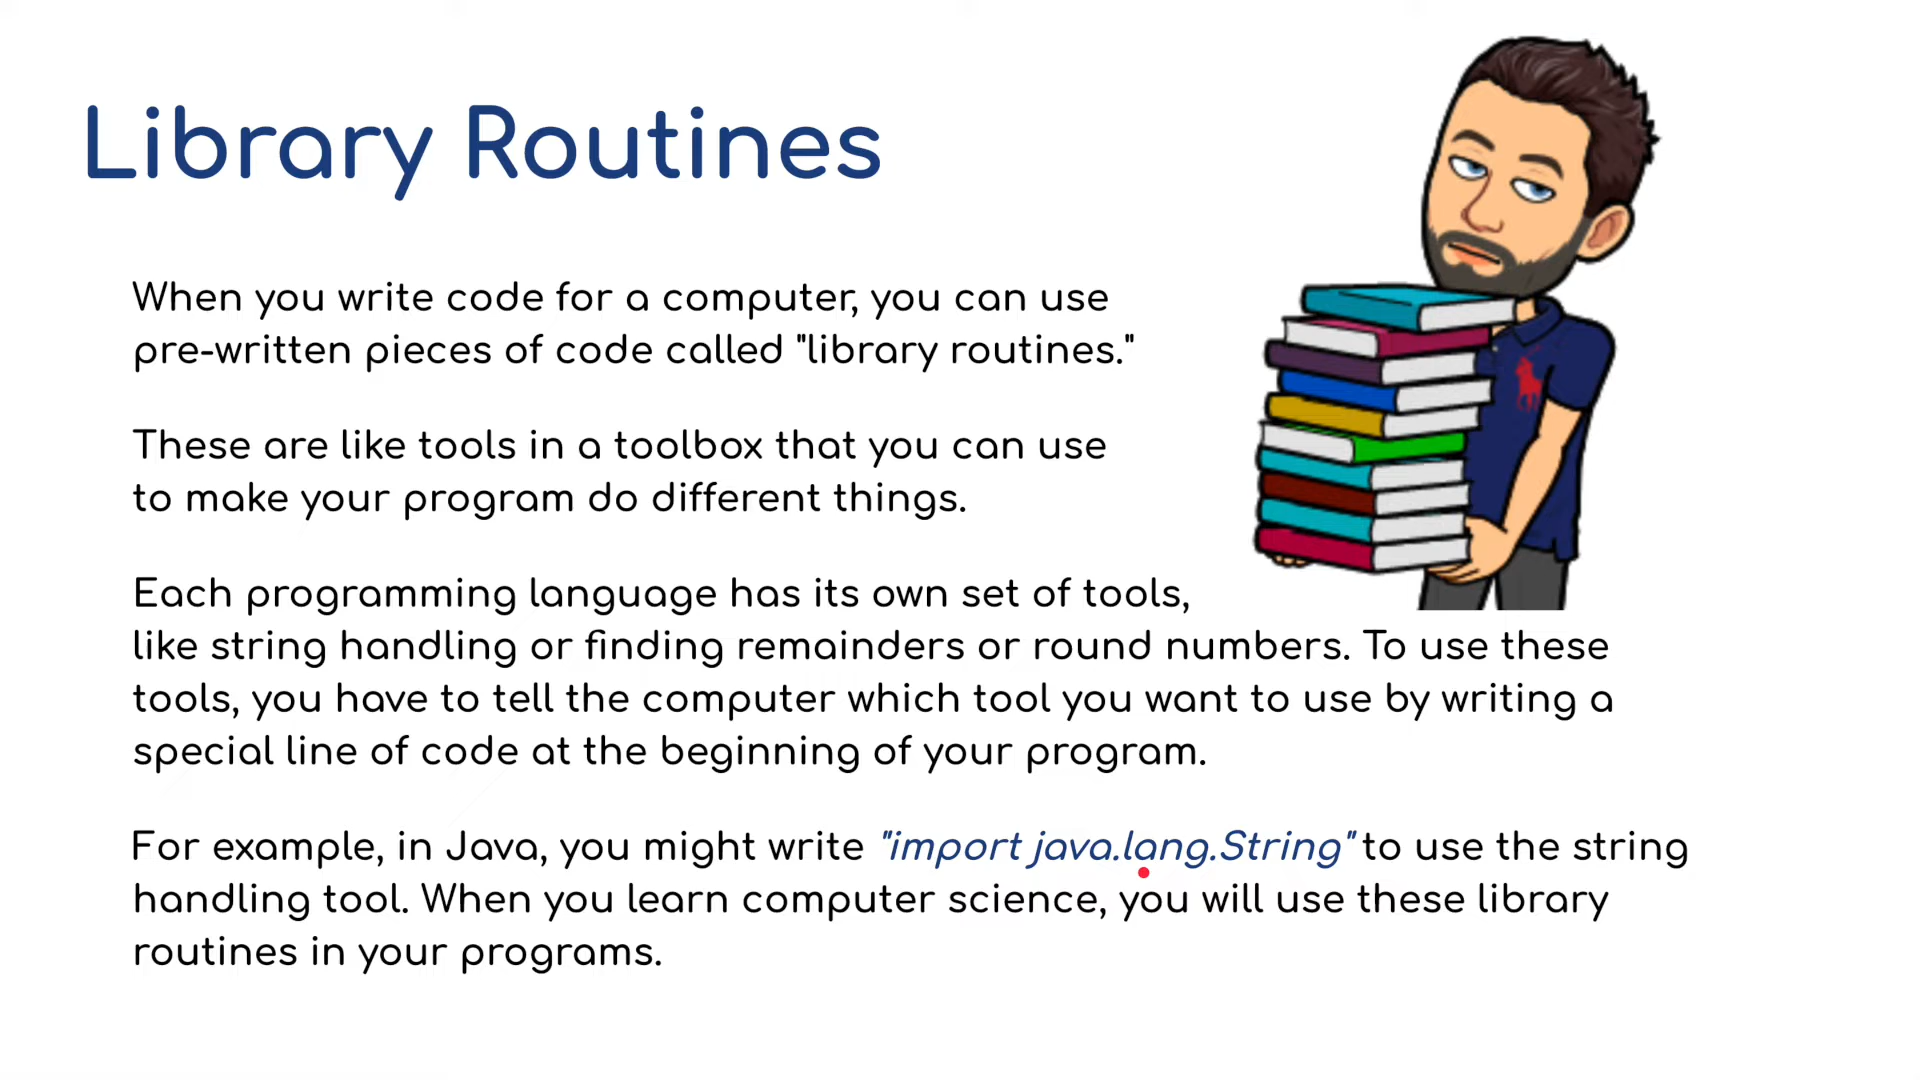 Library Routines
When you write code for a computer, you can use
pre-written pieces of code called "library routines."
These are like tools in a toolbox that you can use
to make your program do different things.
Each programming language has its own set of tools,
like string handling or finding remainders or round numbers. To use these
tools, you have to tell the computer which tool you want to use by writing a
special line of code at the beginning of your program.
For example, in Java, you might write "import java.lang.String" to use the string
handling tool. When you learn computer science, you will use these library
routines in your programs.